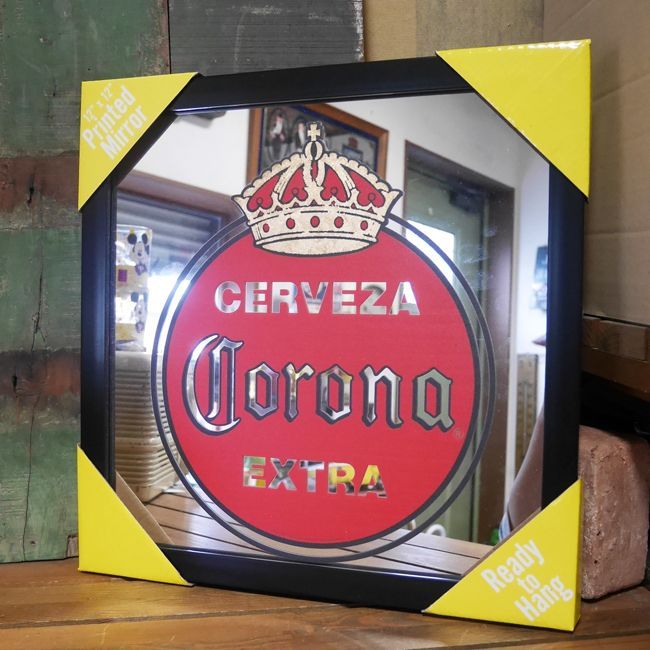 12" x 12"
Printed
Mirror
CERVEZA
Corona
EXTRA
®
Ready
to
Hang